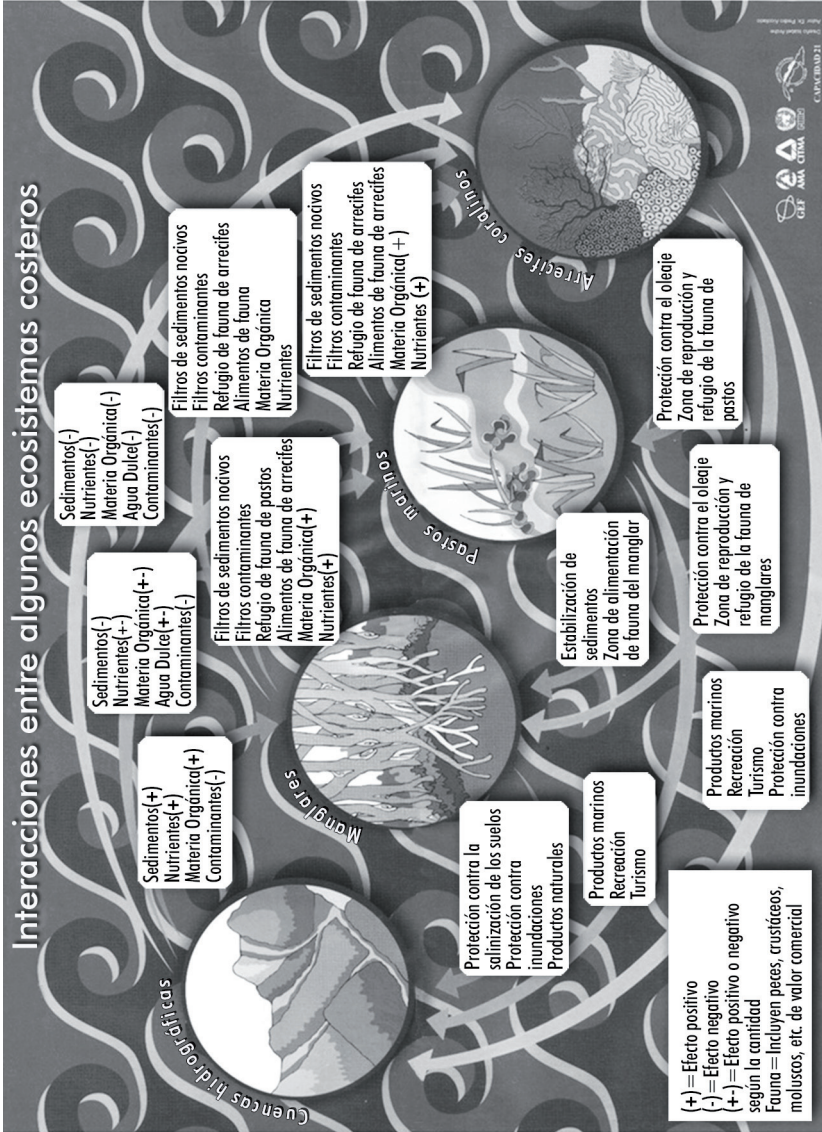 Interacciones entre algunos ecosistemas costeros
Cuencas hidrográficas
Sedimentos(+)
Nutrientes(+)
Materia Orgánica(+)
Contaminantes(-)
Sedimentos(-)
Nutrientes(+-)
Materia Orgánica(+-)
Agua Dulce(+-)
Contaminantes(-)
Sedimentos(-)
Nutrientes(-)
Materia Orgánica(-)
Agua Dulce(-)
Contaminantes(-)
Manglares
Filtros de sedimentos nocivos
Filtros contaminantes
Refugio de fauna de pastos
Alimentos de fauna de arrecifes
Materia Orgánica(+)
Nutrientes(+)
Filtros de sedimentos nocivos
Filtros contaminantes
Refugio de fauna de arrecifes
Alimentos de fauna
Materia Orgánica
Nutrientes
Pastos marinos
Filtros de sedimentos nocivos
Filtros contaminantes
Refugio de fauna de arrecifes
Alimentos de fauna de arrecifes
Materia Orgánica(+)
Nutrientes (+)
Arrecifes coralinos
Protección contra la
salinización de los suelos
Protección contra
inundaciones
Productos naturales
Estabilización de
sedimentos
Zona de alimentación
de fauna del manglar
Protección contra el oleaje
Zona de reproducción y
refugio de la fauna de
pastos
Productos marinos
Recreación
Turismo
Protección contra el oleaje
Zona de reproducción y
refugio de la fauna de
manglares
Productos marinos
Recreación
Turismo
Protección contra
inundaciones
(+)= Efecto positivo
(-)= Efecto negativo
(+-)= Efecto positivo o negativo
según la cantidad
Fauna = Incluyen peces, crustáceos,
moluscos, etc. de valor comercial
GEF AMA CITMA
CAPACIDAD 21